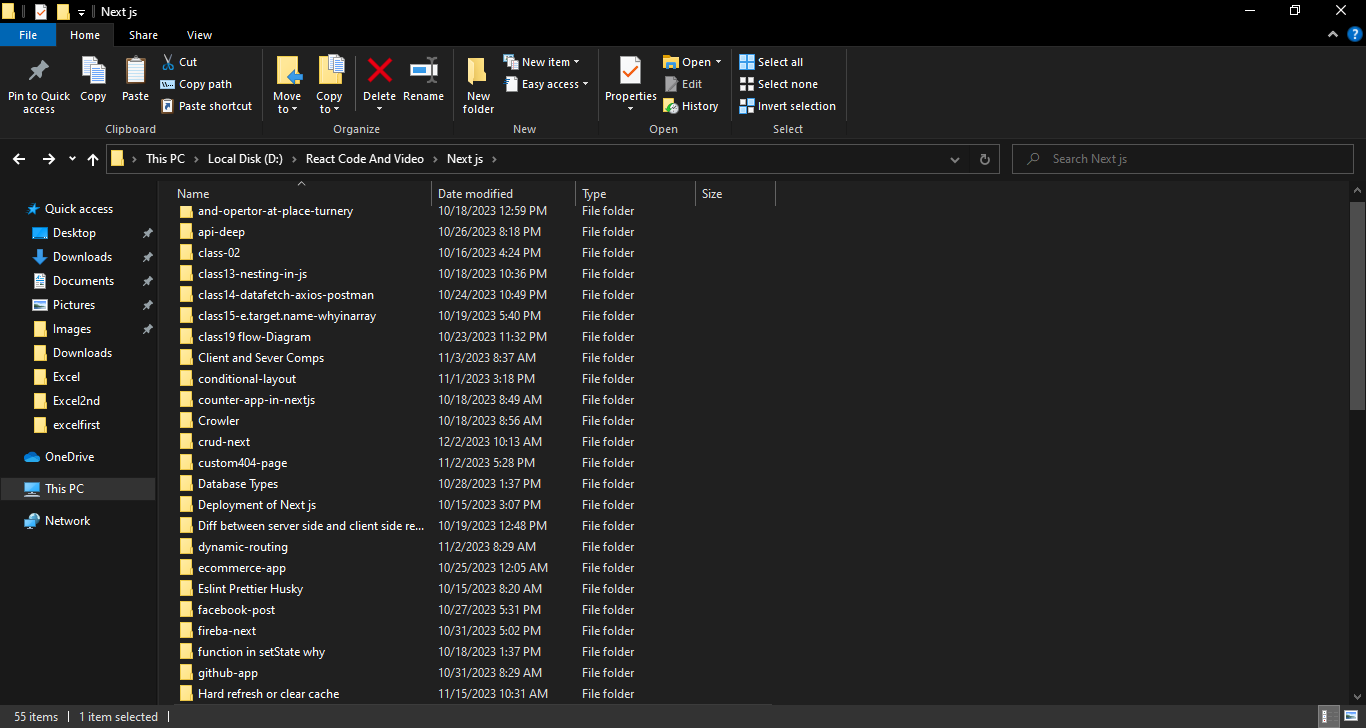 Next js
File Home Share View
Pin to Quick access
Copy
Paste
Cut
Copy path
Paste shortcut
Clipboard
Move to
Copy to
Delete
Rename
Organize
New folder
New item
Easy access
New
Properties
Open
Edit
History
Open
Select all
Select none
Invert selection
Select
This PC > Local Disk (D:) > React Code And Video > Next js >
Search Next js
Quick access
Desktop
Downloads
Documents
Pictures
Images
Downloads
Excel
Excel2nd
excelfirst
OneDrive
This PC
Network
Name Date modified Type Size
and-opertor-at-place-turnery 10/18/2023 12:59 PM File folder
api-deep 10/26/2023 8:18 PM File folder
class-02 10/16/2023 4:24 PM File folder
class13-nesting-in-js 10/18/2023 10:36 PM File folder
class14-datafetch-axios-postman 10/24/2023 10:49 PM File folder
class15-e.target.name-whyinarray 10/19/2023 5:40 PM File folder
class19 flow-Diagram 10/23/2023 11:32 PM File folder
Client and Sever Comps 11/3/2023 8:37 AM File folder
conditional-layout 11/1/2023 3:18 PM File folder
counter-app-in-nextjs 10/18/2023 8:49 AM File folder
Crowler 10/18/2023 8:56 AM File folder
crud-next 12/2/2023 10:13 AM File folder
custom404-page 11/2/2023 5:28 PM File folder
Database Types 10/28/2023 1:37 PM File folder
Deployment of Next js 10/15/2023 3:07 PM File folder
Diff between server side and client side re... 10/19/2023 12:48 PM File folder
dynamic-routing 11/2/2023 8:29 AM File folder
ecommerce-app 10/25/2023 12:05 AM File folder
Eslint Prettier Husky 10/15/2023 8:20 AM File folder
facebook-post 10/27/2023 5:31 PM File folder
fireba-next 10/31/2023 5:02 PM File folder
function in setState why 10/18/2023 1:37 PM File folder
github-app 10/31/2023 8:29 AM File folder
Hard refresh or clear cache 11/15/2023 10:31 AM File folder
55 items 1 item selected